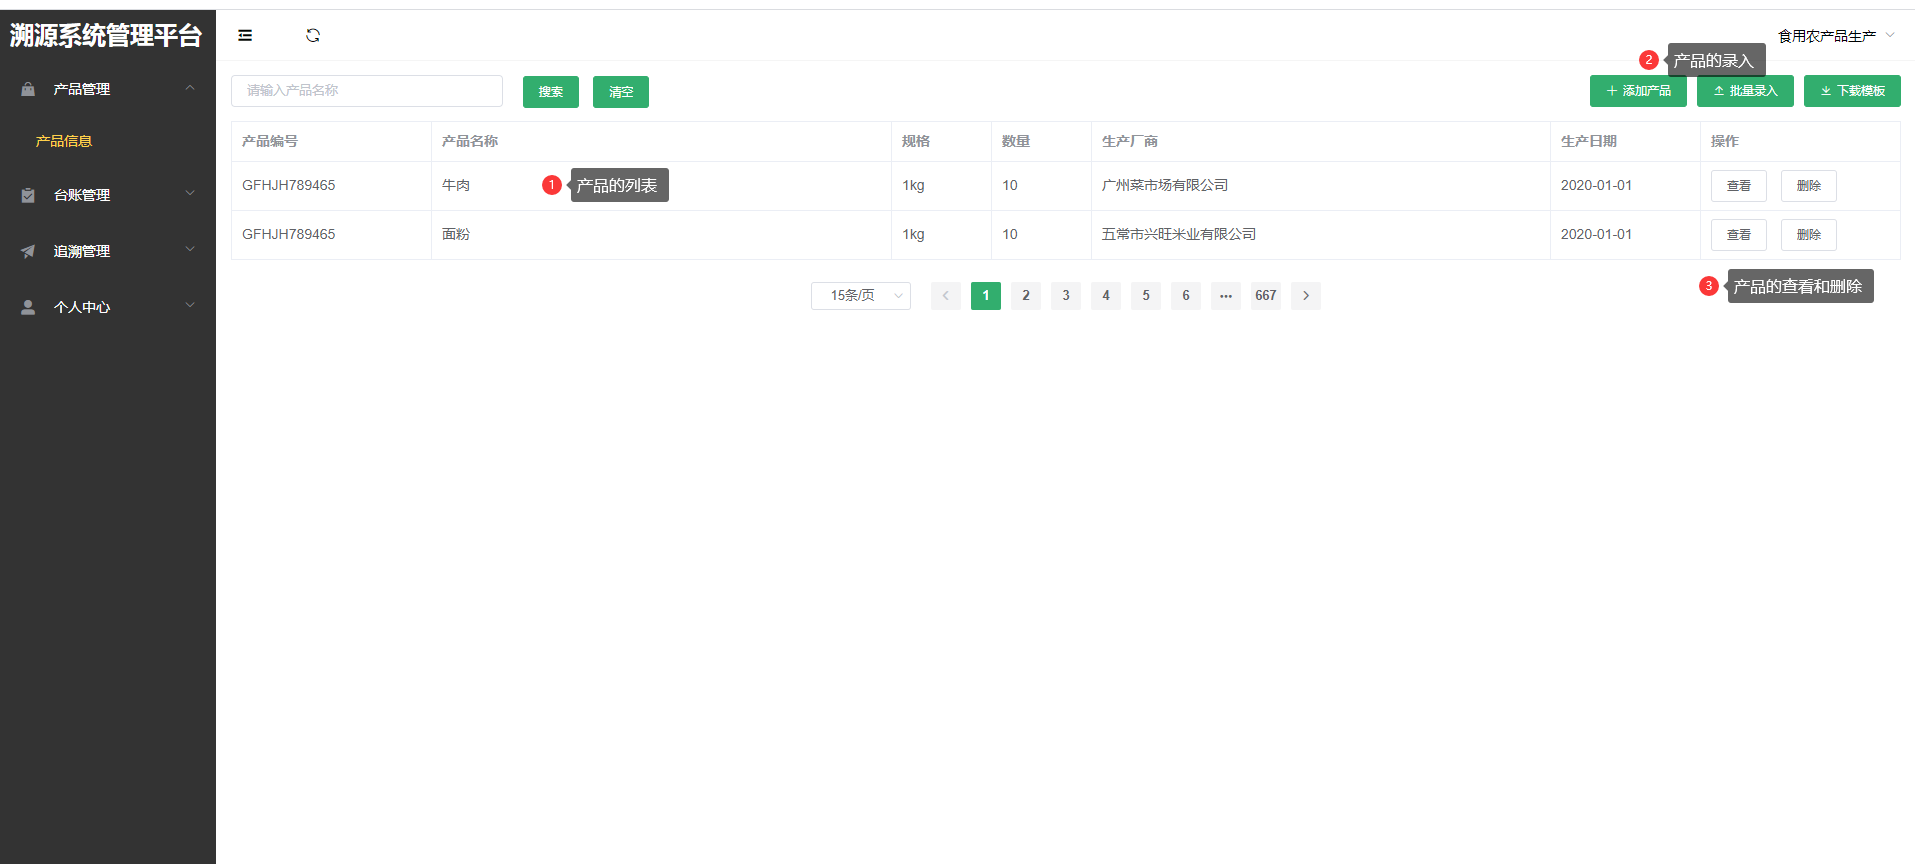 溯源系统管理平台
食用农产品生产
产品管理
产品信息
台账管理
追溯管理
个人中心
2 产品的录入
请输入产品名称 搜索 清空 添加产品 批量录入 下载模板
产品编号 产品名称 规格 数量 生产厂商 生产日期 操作
GFHJH789465 牛肉 1kg 10 广州菜市场有限公司 2020-01-01 查看 删除
1 产品的列表
GFHJH789465 面粉 1kg 10 五常市兴旺米业有限公司 2020-01-01 查看 删除
3 产品的查看和删除
15条/页 1 2 3 4 5 6 ••• 667